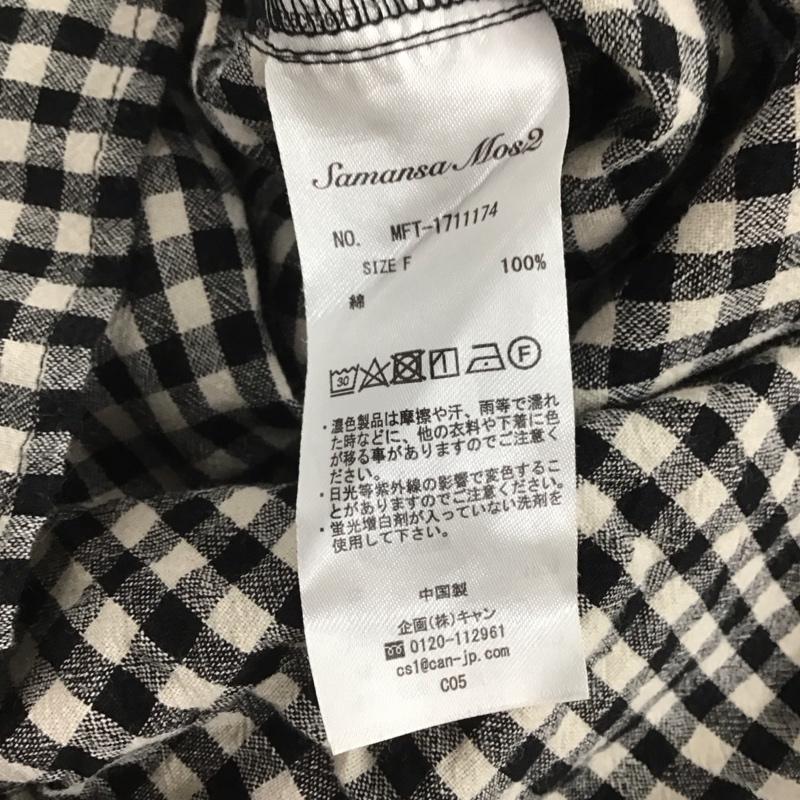 Samansa Mos2
NO. MFT-1711174
SIZE F
100%
綿
30
1
F
・濃色製品は摩擦や汗、雨等で濡れ
た時などに、他の衣料や下着に色
が移る事がありますのでご注意く
ださい。
・日光等紫外線の影響で変色するこ
とがありますのでご注意ください。
・蛍光増白剤が入っていない洗剤を
使用して下さい。
中国製
企画(株)キャン
0120-112961
cs1@can-jp.com
C05